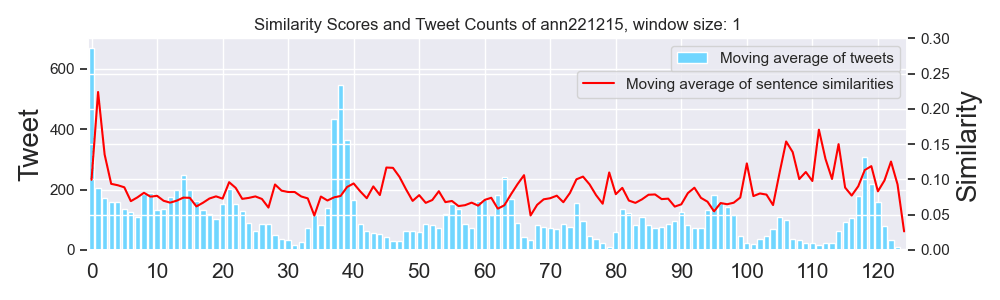 Similarity Scores and Tweet Counts of ann221215, window size: 1
Moving average of tweets
Moving average of sentence similarities
Tweet
600
400
200
0
Similarity
0.30
0.25
0.20
0.15
0.10
0.05
0.00
0 10 20 30 40 50 60 70 80 90 100 110 120